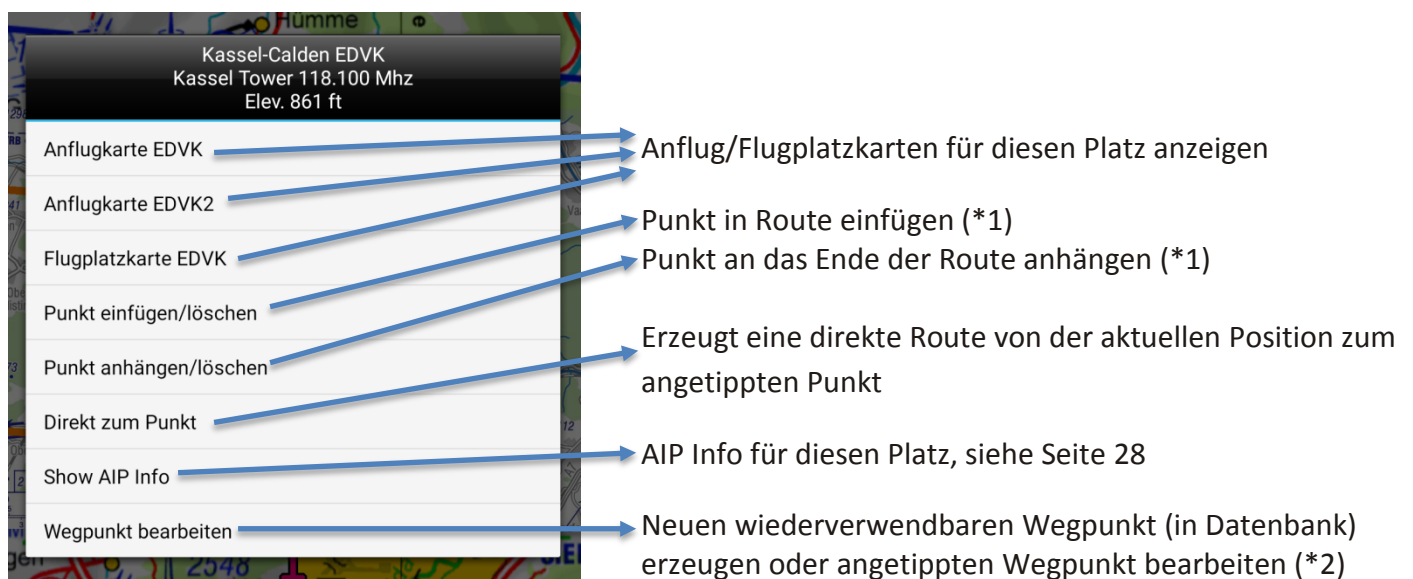 Hümme
Kassel-Calden EDVK
Kassel Tower 118.100 Mhz
Elev. 861 ft
Anflugkarte EDVK
Anflugkarte EDVK2
Flugplatzkarte EDVK
Punkt einfügen/löschen
Punkt anhängen/löschen
Direkt zum Punkt
Show AIP Info
Wegpunkt bearbeiten
Anflug/Flugplatzkarten für diesen Platz anzeigen
Punkt in Route einfügen (*1)
Punkt an das Ende der Route anhängen (*1)
Erzeugt eine direkte Route von der aktuellen Position zum
angetippten Punkt
AIP Info für diesen Platz, siehe Seite 28
Neuen wiederverwendbaren Wegpunkt (in Datenbank)
erzeugen oder angetippten Wegpunkt bearbeiten (*2)
12
2548